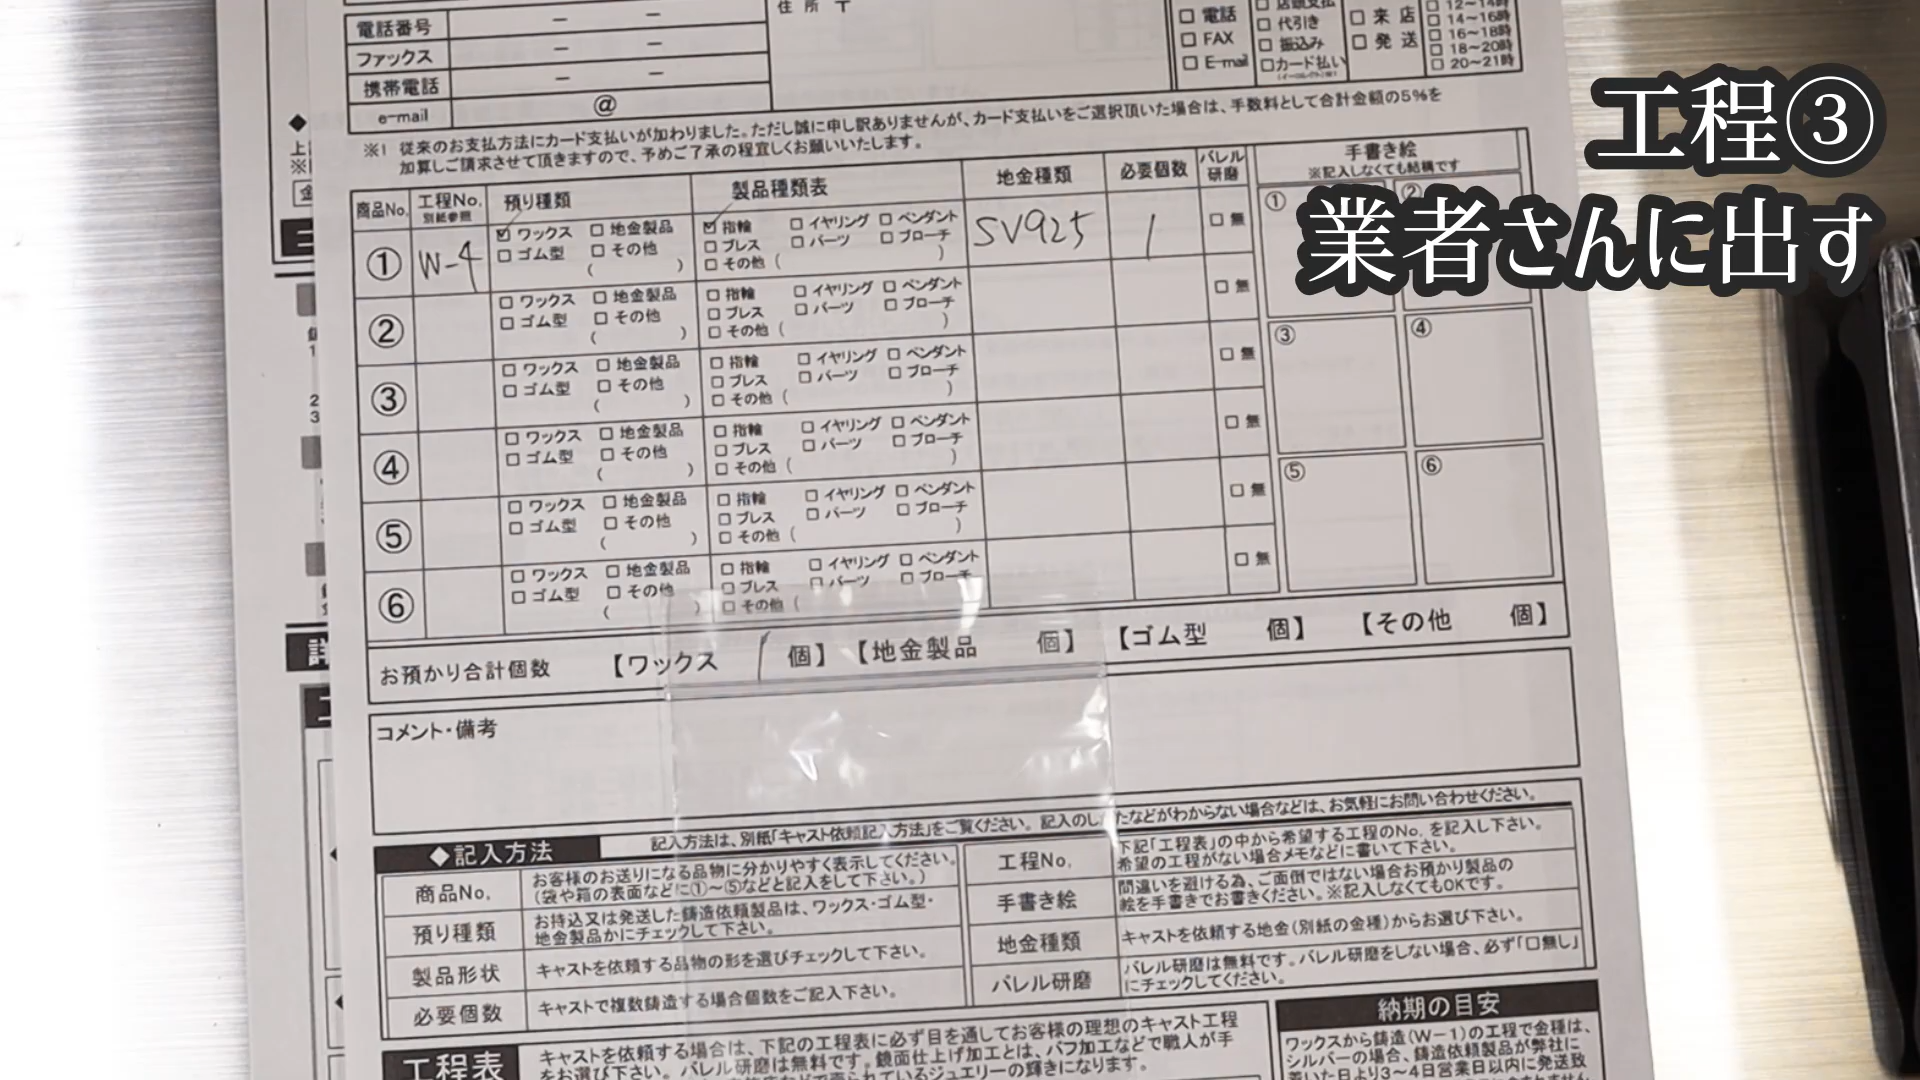 工程③
業者さんに出す
住所 〒
電話番号 － －
ファックス － －
携帯電話 － －
e-mail @
□ 電話
□ FAX
□ E-mail
□ 代引き
□ 振込み
□カード払い
□ 来店
□ 発送
□ 14～16時
□ 16～18時
□ 18～20時
□ 20～21時
※1 従来のお支払方法にカード支払いが加わりました。ただし誠に申し訳ありませんが、カード支払いをご選択頂いた場合は、手数料として合計金額の5%を
加算しご請求させて頂きますので、予めご了承の程宜しくお願いいたします。
商品No. 工程No. 別紙参照 預り種類 製品種類表 地金種類 必要個数 バレル研磨 手書き絵
※記入しなくても結構です
① W-4 ☑ ワックス □ 地金製品 ☑ 指輪 □ イヤリング □ ペンダント SV925 1 □ 無
□ ゴム型 □ その他 □ ブレス □ パーツ □ ブローチ
( ) □ その他 ( )
② □ ワックス □ 地金製品 □ 指輪 □ イヤリング □ ペンダント □ 無
□ ゴム型 □ その他 □ ブレス □ パーツ □ ブローチ
( ) □ その他 ( )
③ □ ワックス □ 地金製品 □ 指輪 □ イヤリング □ ペンダント □ 無
□ ゴム型 □ その他 □ ブレス □ パーツ □ ブローチ
( ) □ その他 ( )
④ □ ワックス □ 地金製品 □ 指輪 □ イヤリング □ ペンダント □ 無
□ ゴム型 □ その他 □ ブレス □ パーツ □ ブローチ
( ) □ その他 ( )
⑤ □ ワックス □ 地金製品 □ 指輪 □ イヤリング □ ペンダント □ 無
□ ゴム型 □ その他 □ ブレス □ パーツ □ ブローチ
( ) □ その他 ( )
⑥ □ ワックス □ 地金製品 □ 指輪 □ イヤリング □ ペンダント □ 無
□ ゴム型 □ その他 □ ブレス □ パーツ □ ブローチ
( ) □ その他 (
① ②
③ ④
⑤ ⑥
お預かり合計個数 【ワックス 1 個】 【地金製品 個】 【ゴム型 個】 【その他 個】
コメント・備考
記入方法は、別紙「キャスト依頼記入方法」をご覧ください。記入のしかたなどがわからない場合などは、お気軽にお問い合わせください。
◆記入方法
商品No. お客様のお送りになる品物に分かりやすく表示してください。
(袋や箱の表面などに①～⑤などと記入をして下さい。)
預り種類 お持込又は発送した鋳造依頼製品は、ワックス・ゴム型・
地金製品かにチェックして下さい。
製品形状 キャストを依頼する品物の形を選びチェックして下さい。
必要個数 キャストで複数鋳造する場合個数をご記入下さい。
工程No. 下記「工程表」の中から希望する工程のNo.を記入し下さい。
希望の工程がない場合メモなどに書いて下さい。
手書き絵 間違いを避ける為、ご面倒ではない場合お預かり製品の
絵を手書きでお書きください。※記入しなくてもOKです。
地金種類 キャストを依頼する地金(別紙の金種)からお選び下さい。
バレル研磨 バレル研磨は無料です。バレル研磨をしない場合、必ず「□無し」
にチェックしてください。
工程表 キャストを依頼する場合は、下記の工程表に必ず目を通してお客様の理想のキャスト工程
をお選び下さい。バレル研磨は無料です。鏡面仕上げ加工とは、バフ加工などで職人が手
納期の目安
ワックスから鋳造(W-1)の工程で金種は、
シルバーの場合、鋳造依頼製品が弊社に
着いた日より3～4日営業日以内に発送致